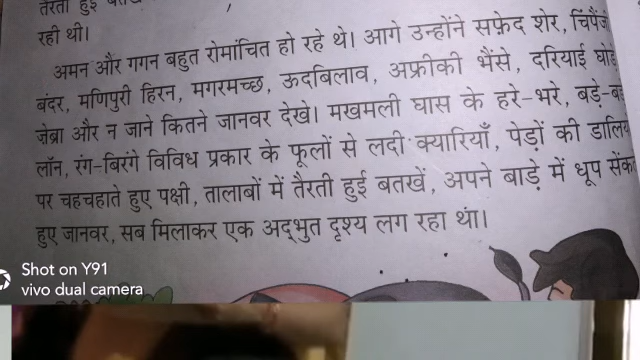 तैरती हुई
रही थी।
अमन और गगन बहुत रोमांचित हो रहे थे। आगे उन्होंने सफ़ेद शेर, चिंपैंज
बंदर, मणिपुरी हिरन, मगरमच्छ, ऊदबिलाव, अफ्रीकी भैंसे, दरियाई घोड़े
ज़ेब्रा और न जाने कितने जानवर देखे। मखमली घास के हरे-भरे, बड़े-बड़े
लॉन, रंग-बिरंगे विविध प्रकार के फूलों से लदी क्यारियाँ, पेड़ों की डालिय
पर चहचहाते हुए पक्षी, तालाबों में तैरती हुई बतखें, अपने बाड़े में धूप सेंक
हुए जानवर, सब मिलाकर एक अद्भुत दृश्य लग रहा था।
Shot on Y91
vivo dual camera